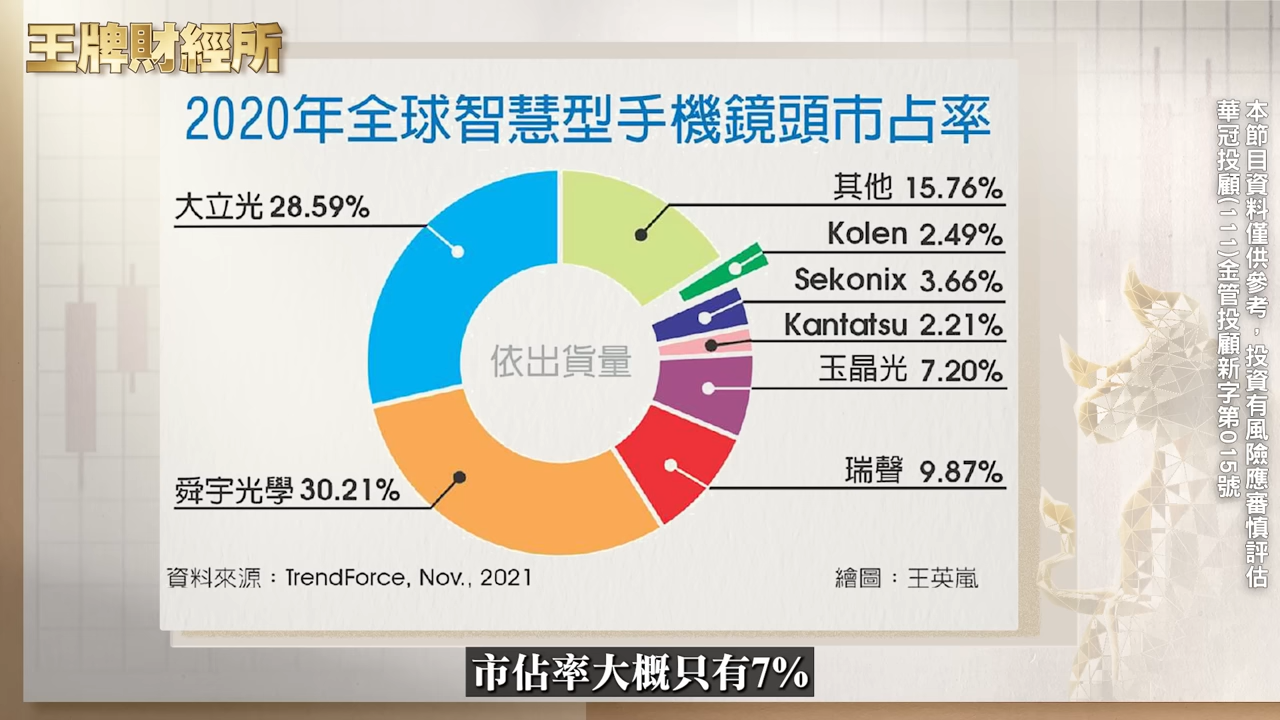 王牌財經所
2020年全球智慧型手機鏡頭市占率
大立光 28.59%
其他 15.76%
Kolen 2.49%
Sekonix 3.66%
Kantatsu 2.21%
玉晶光 7.20%
依出貨量
瑞聲 9.87%
舜宇光學 30.21%
資料來源：TrendForce, Nov., 2021
繪圖：王英嵐
市佔率大概只有7%
本節目資料僅供參考，投資有風險應審慎評估
華冠投顧(111)金管投顧新字第015號